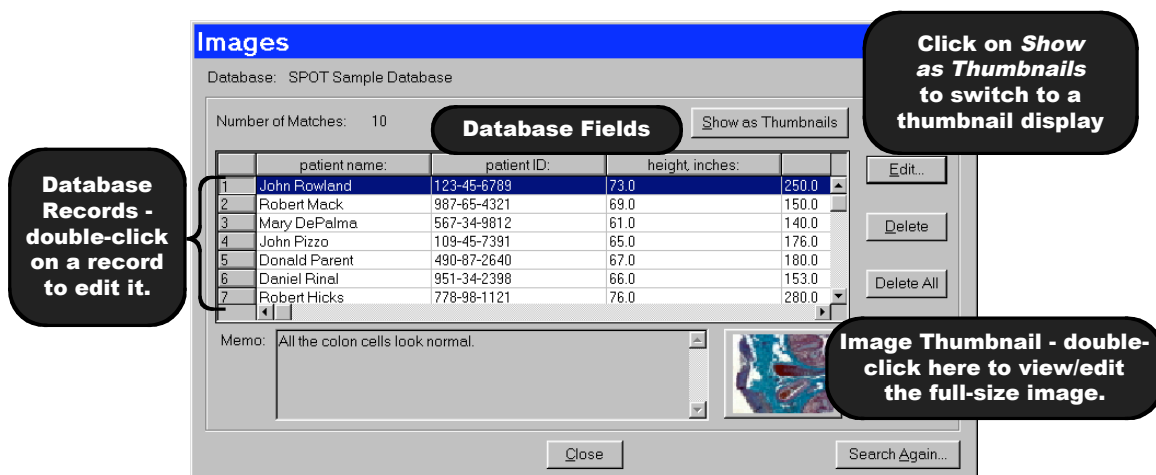 Images
Database: SPOT Sample Database
Click on Show
as Thumbnails
to switch to a
thumbnail display
Number of Matches: 10
Database Fields
Show as Thumbnails
patient name: patient ID: height, inches:
Database
Records -
double-click
on a record
to edit it.
1 John Rowland 123-45-6789 73.0 250.0
2 Robert Mack 987-65-4321 69.0 150.0
3 Mary DePalma 567-34-9812 61.0 140.0
4 John Pizzo 109-45-7391 65.0 176.0
5 Donald Parent 490-87-2640 67.0 180.0
6 Daniel Rinal 951-34-2398 66.0 153.0
7 Robert Hicks 778-98-1121 76.0 280.0
Edit...
Delete
Delete All
Memo: All the colon cells look normal.
Image Thumbnail - double-
click here to view/edit
the full-size image.
Close
Search Again...